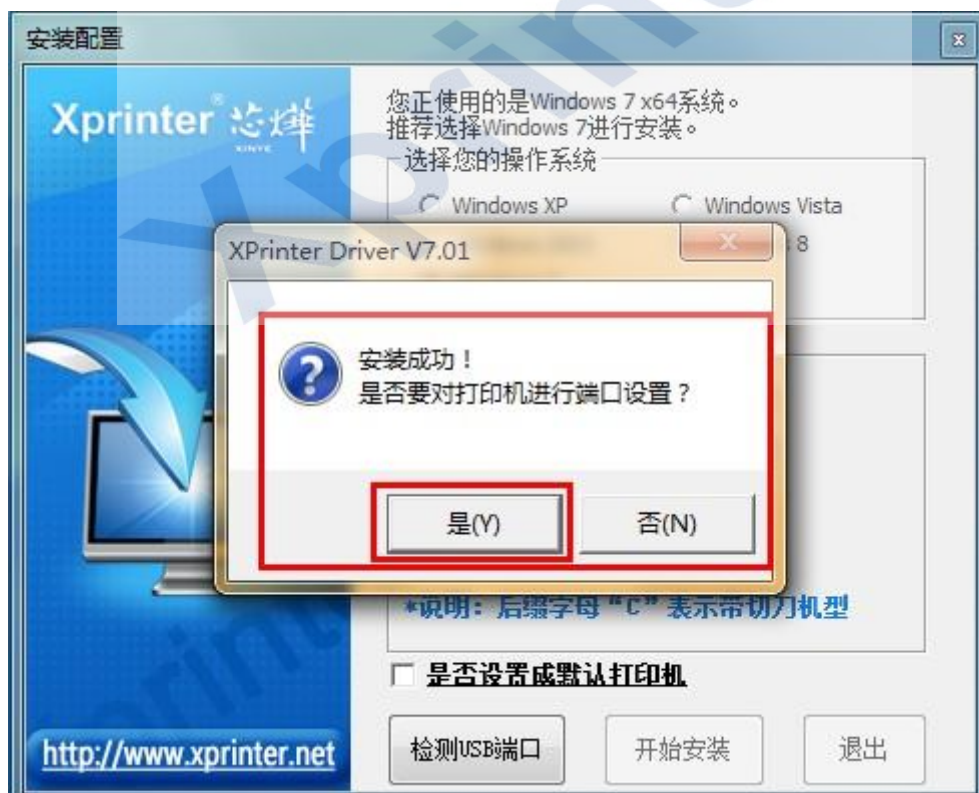 安装配置
Xprinter® 芯烨
XINYE
您正使用的是Windows 7 x64系统。
推荐选择Windows 7进行安装。
选择您的操作系统
Windows XP
Windows Vista
8
XPrinter Driver V7.01
安装成功！
是否要对打印机进行端口设置？
是(Y)
否(N)
*说明：后缀字母“C”表示带切刀机型
是否设置成默认打印机
http://www.xprinter.net
检测USB端口
开始安装
退出